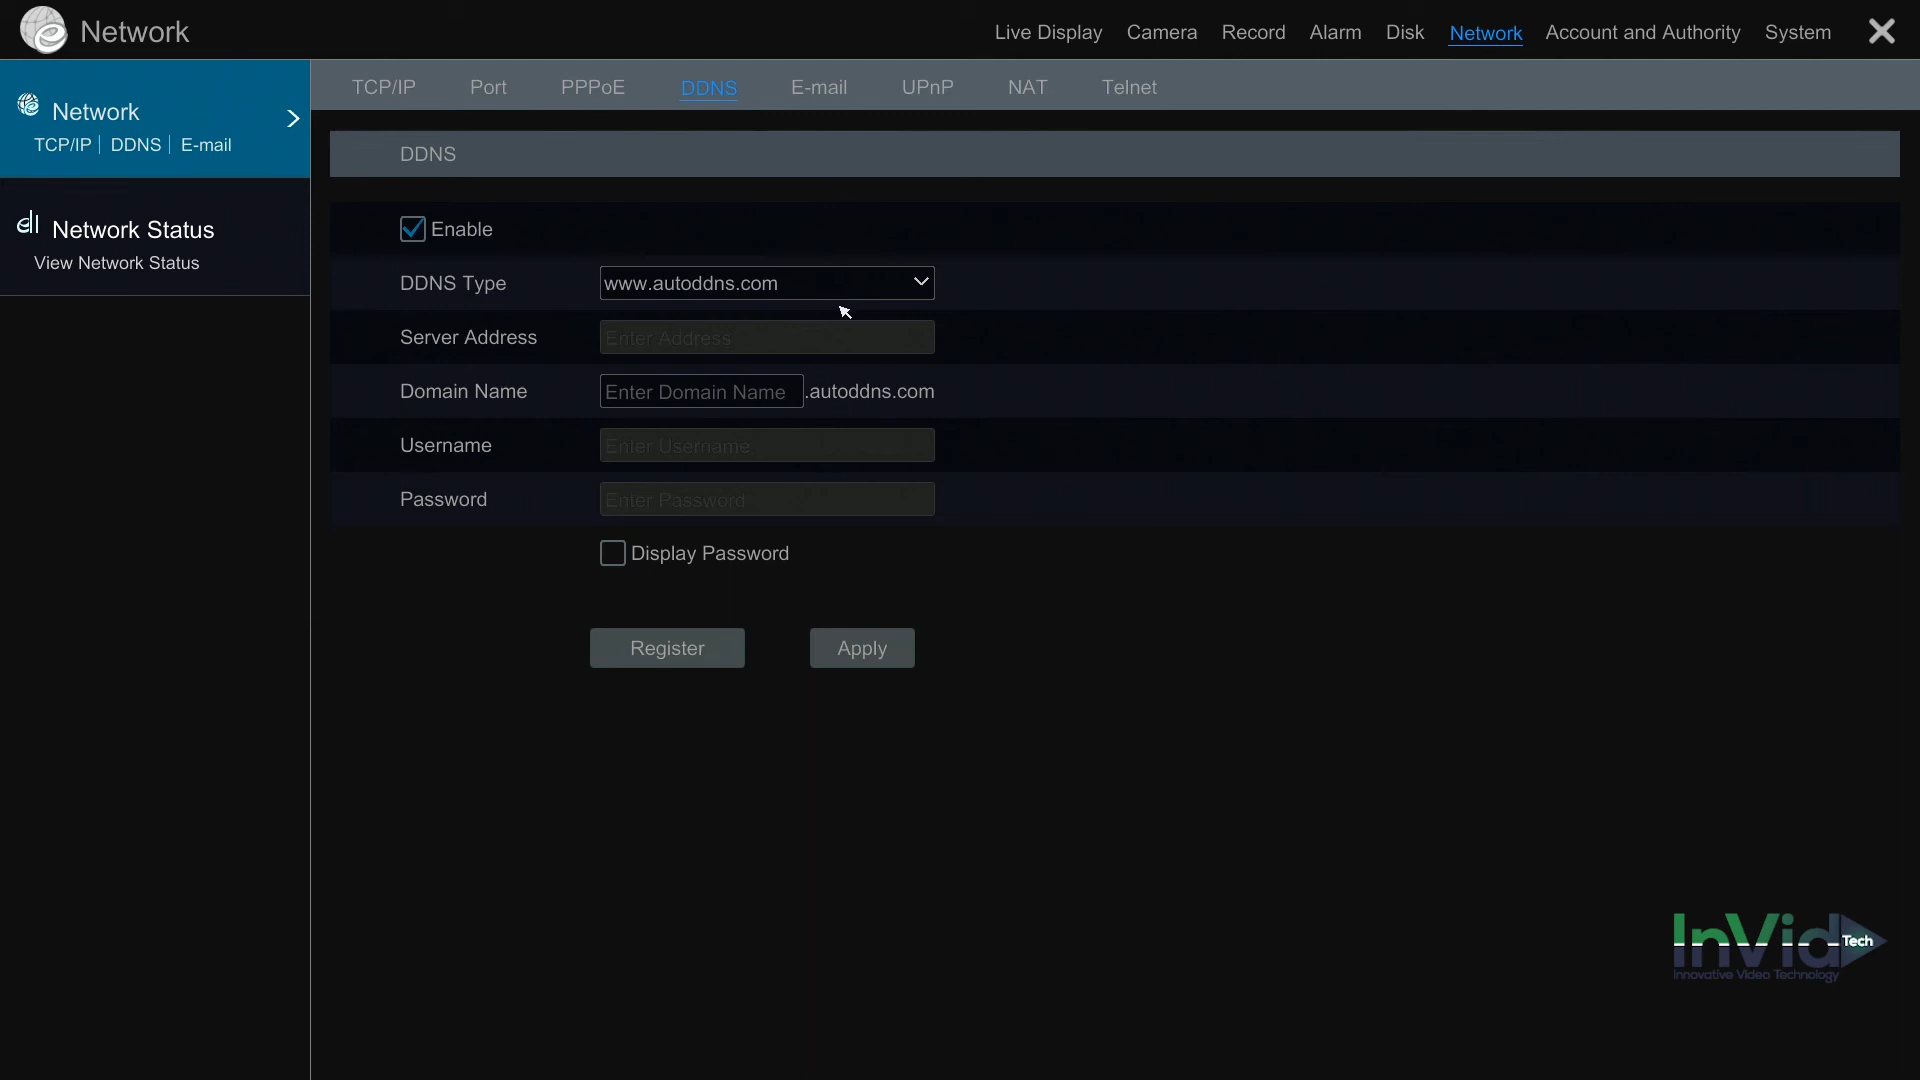 Network
Live Display Camera Record Alarm Disk Network Account and Authority System
Network
TCP/IP | DDNS | E-mail
Network Status
View Network Status
TCP/IP Port PPPoE DDNS E-mail UPnP NAT Telnet
DDNS
Enable
DDNS Type www.autoddns.com
Server Address Enter Address
Domain Name Enter Domain Name .autoddns.com
Username Enter Username
Password Enter Password
Display Password
Register Apply
InVid Tech
Innovative Video Technology